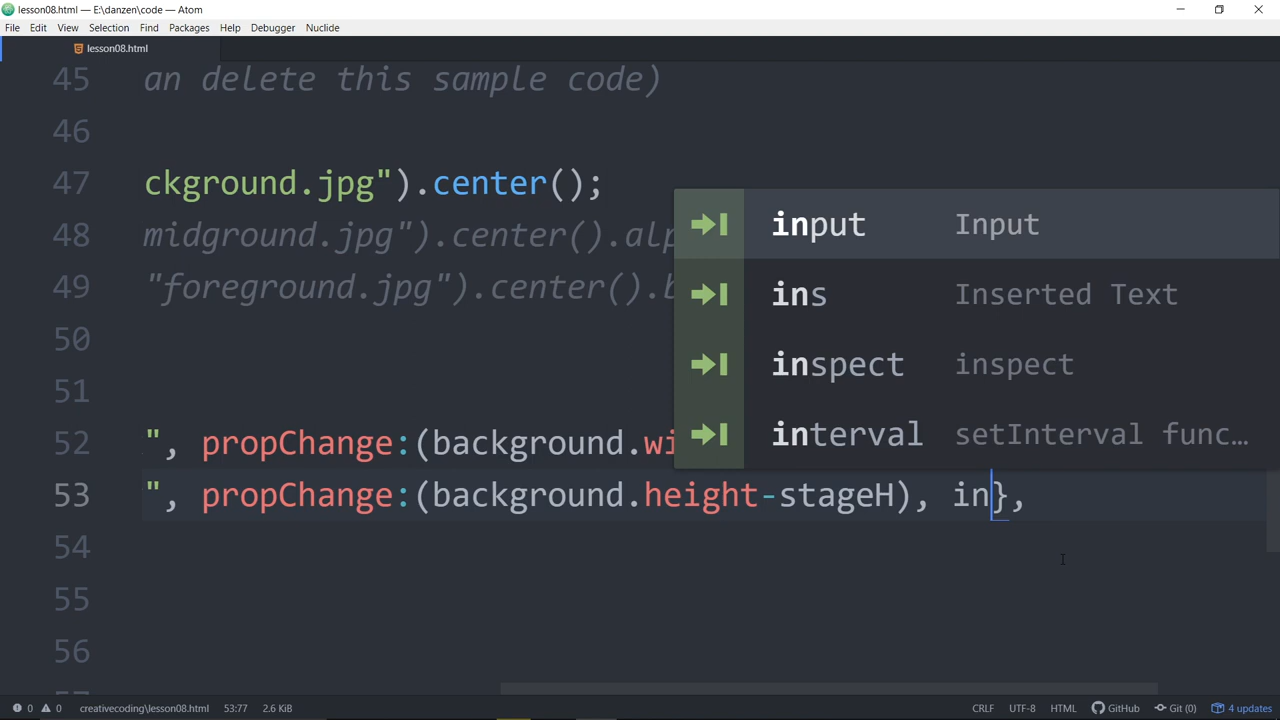 lesson08.html — E:\danzen\code — Atom
File Edit View Selection Find Packages Help Debugger Nuclide
lesson08.html
45 an delete this sample code)
46
47 ckground.jpg").center();
48 midground.jpg").center().alp
49 "foreground.jpg").center().b
50
51
52 ", propChange:(background.wi
53 ", propChange:(background.height-stageH), in},
54
55
56
57
input Input
ins Inserted Text
inspect inspect
interval setInterval func…
0 0 creativecoding\lesson08.html 53:77 2.6 KiB CRLF UTF-8 HTML GitHub Git (0) 4 updates